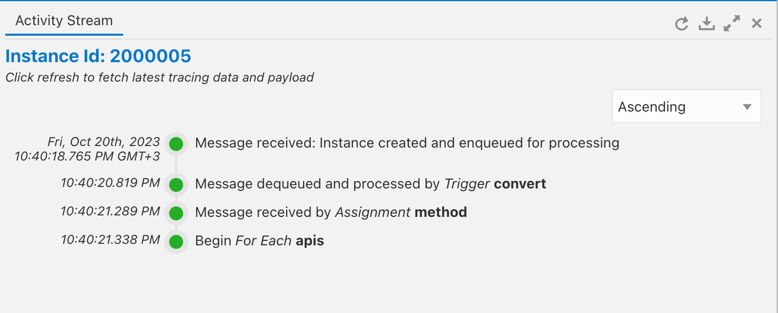 Activity Stream
Instance Id: 2000005
Click refresh to fetch latest tracing data and payload
Ascending
Fri, Oct 20th, 2023
10:40:18.765 PM GMT+3 Message received: Instance created and enqueued for processing
10:40:20.819 PM Message dequeued and processed by Trigger convert
10:40:21.289 PM Message received by Assignment method
10:40:21.338 PM Begin For Each apis